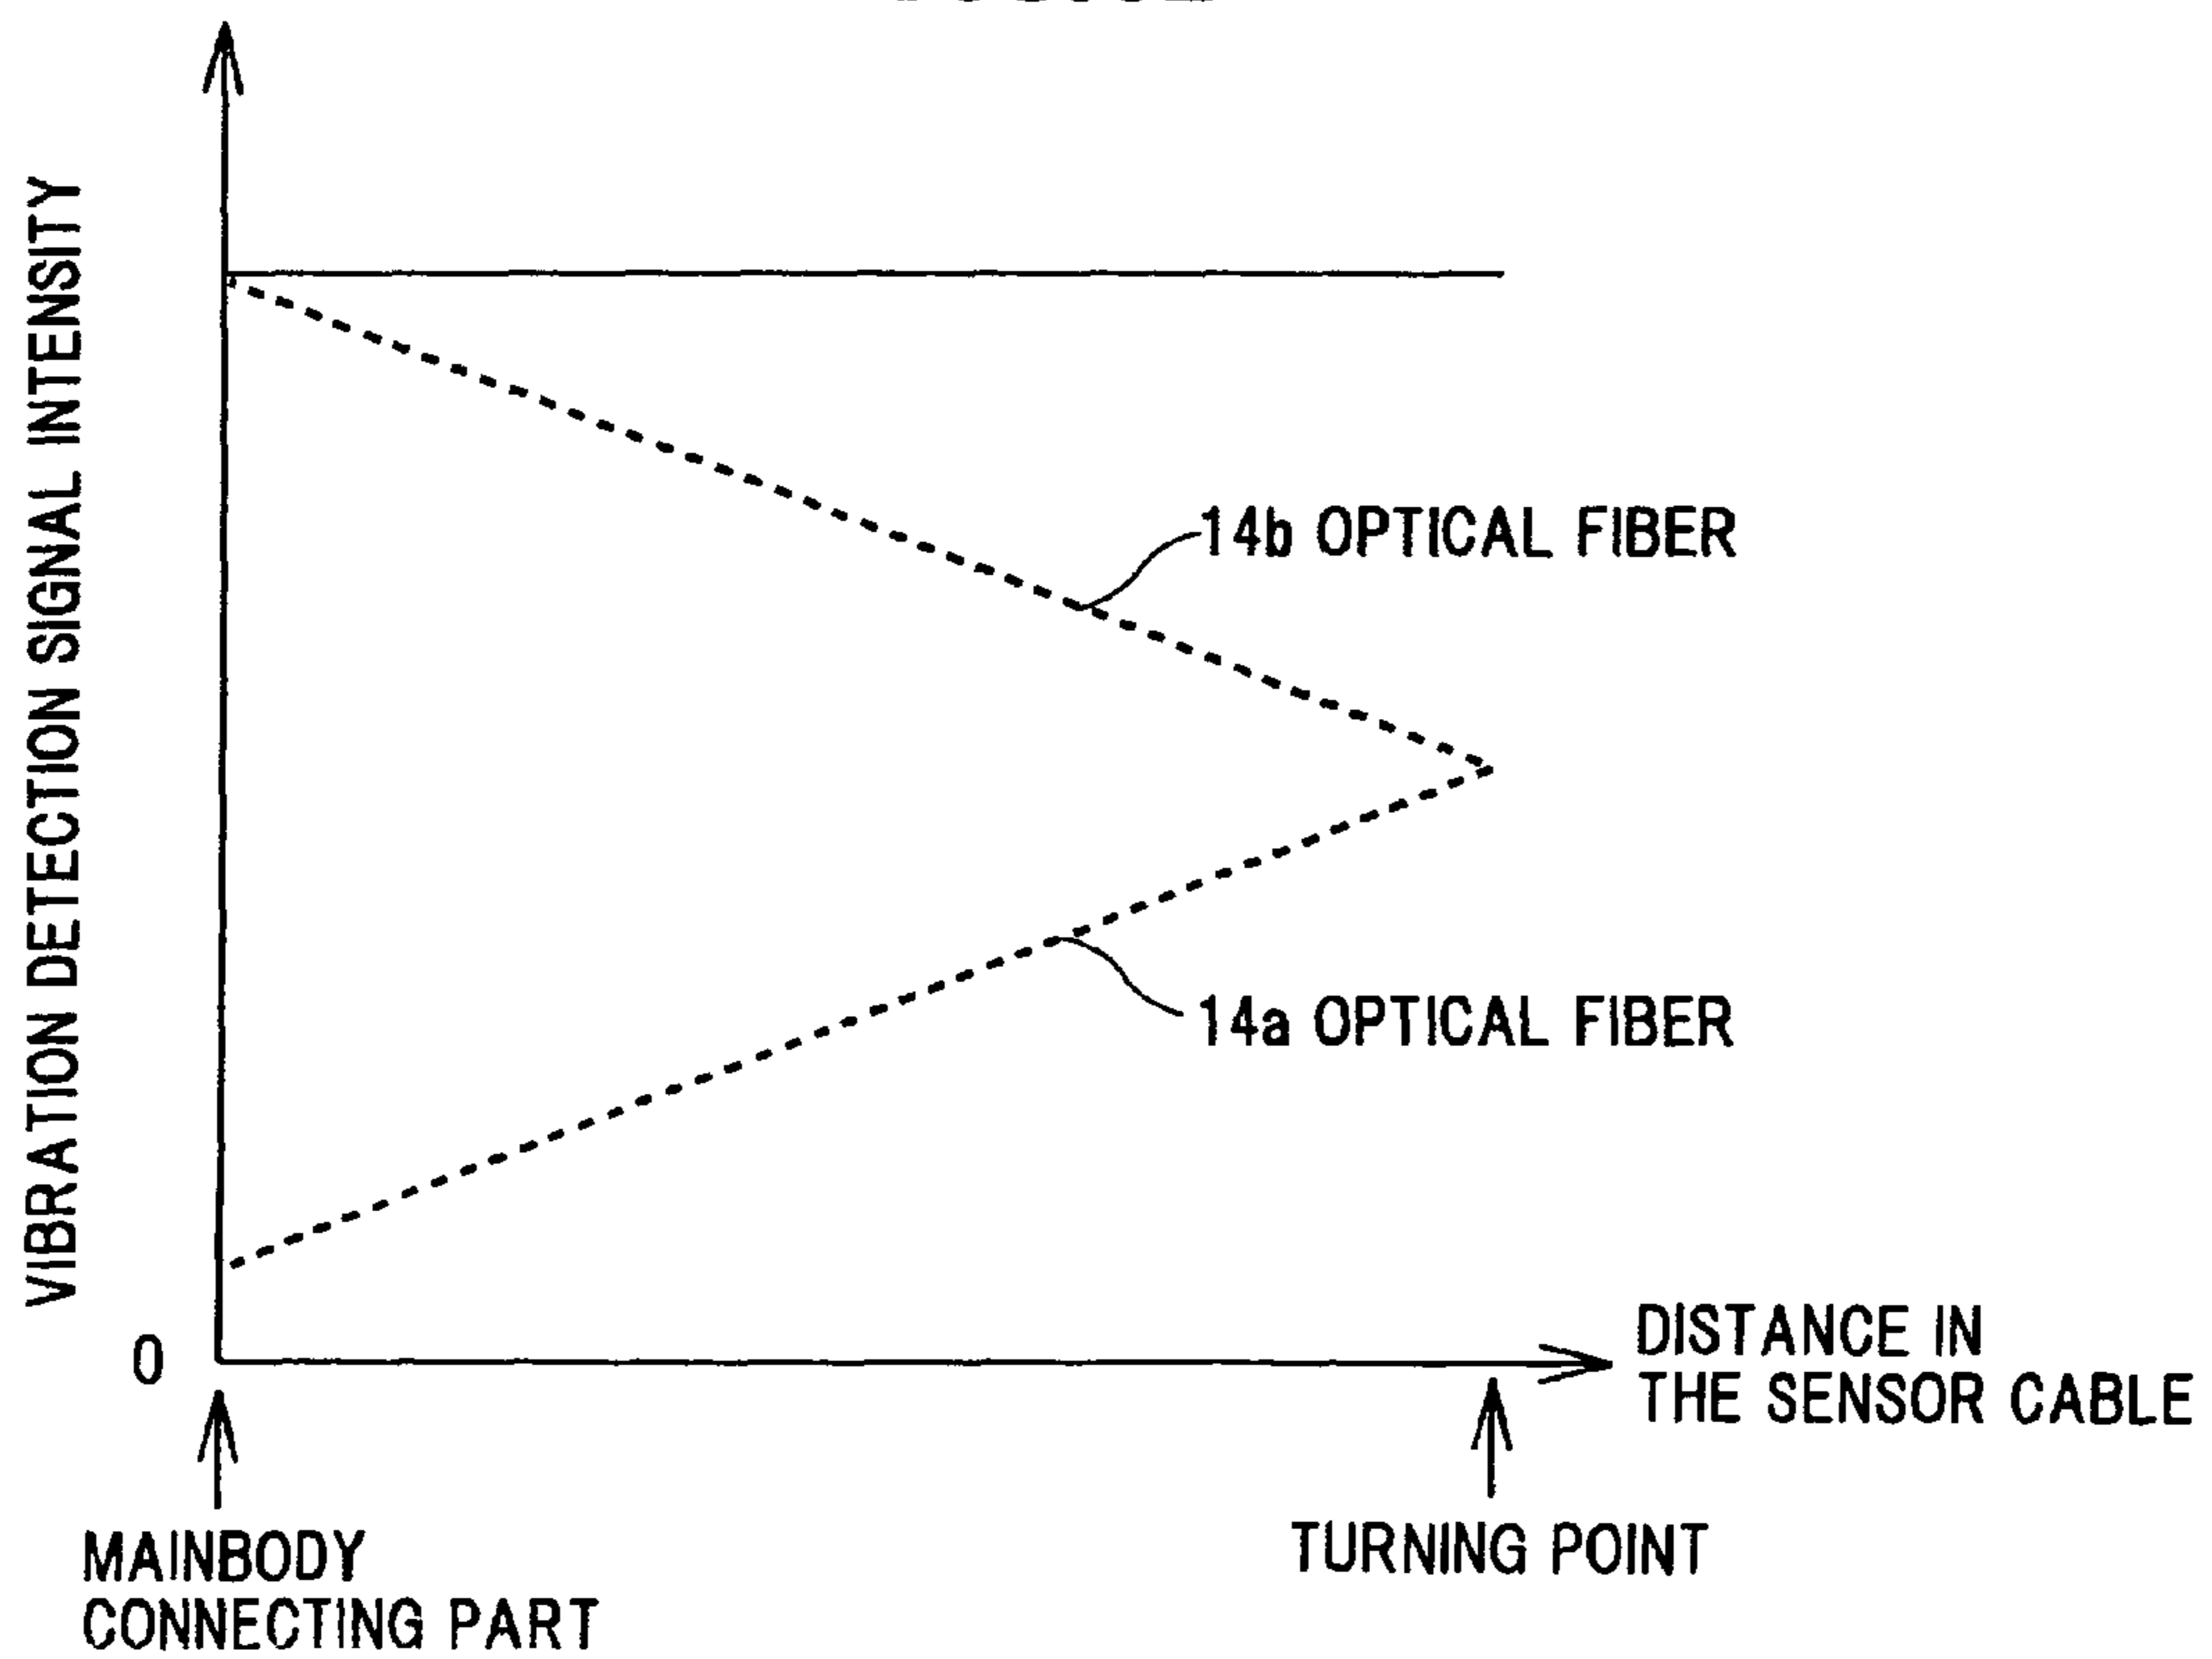 VIBRATION DETECTION SIGNAL INTENSITY
14b OPTICAL FIBER
14a OPTICAL FIBER
0
DISTANCE IN
THE SENSOR CABLE
MAINBODY
CONNECTING PART
TURNING POINT